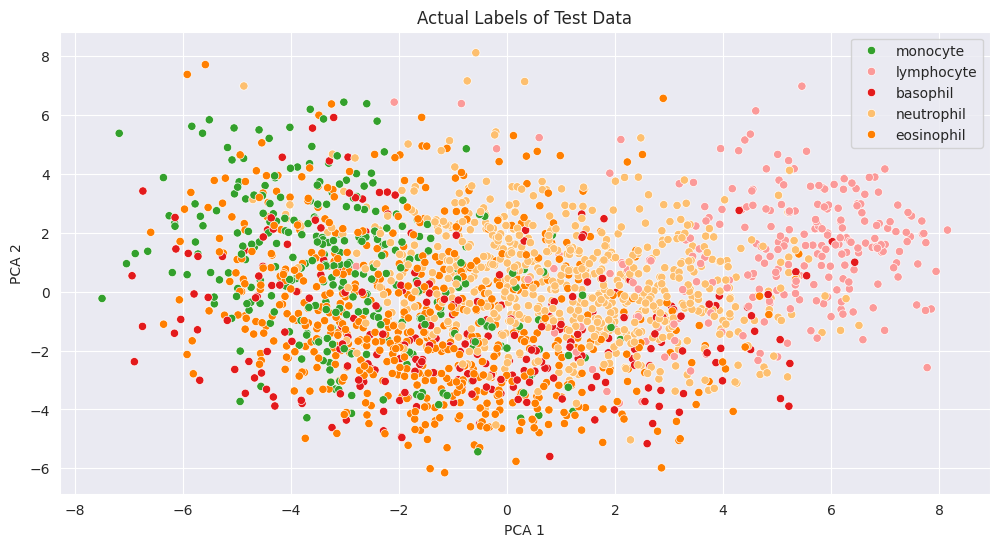 Actual Labels of Test Data
monocyte
lymphocyte
basophil
neutrophil
eosinophil
8
6
4
2
0
−2
−4
−6
PCA 2
−8
−6
−4
−2
0
2
4
6
8
PCA 1